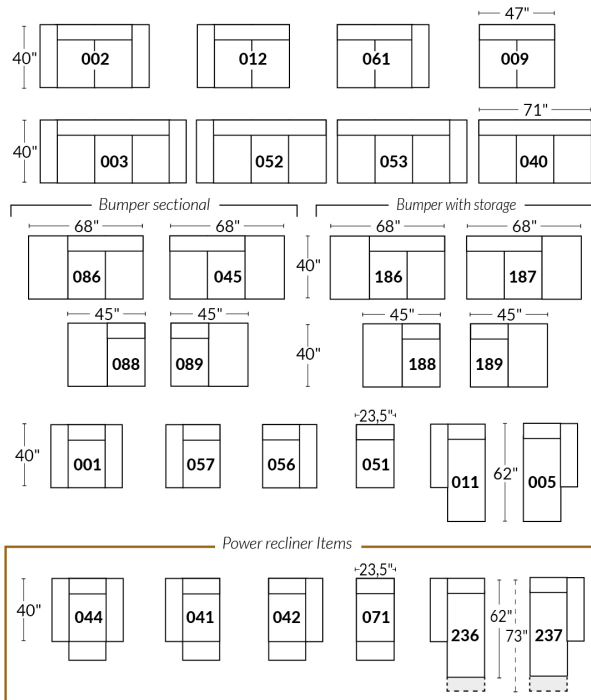 47"
40" 002 012 061 009
71"
40" 003 052 053 040
Bumper sectional Bumper with storage
68" 68" 68" 68"
086 045 40" 186 187
45" 45" 45" 45"
088 089 40" 188 189
23,5"
40" 001 057 056 051 011 62" 005
Power recliner Items
23,5"
40" 044 041 042 071 236 62" 73" 237